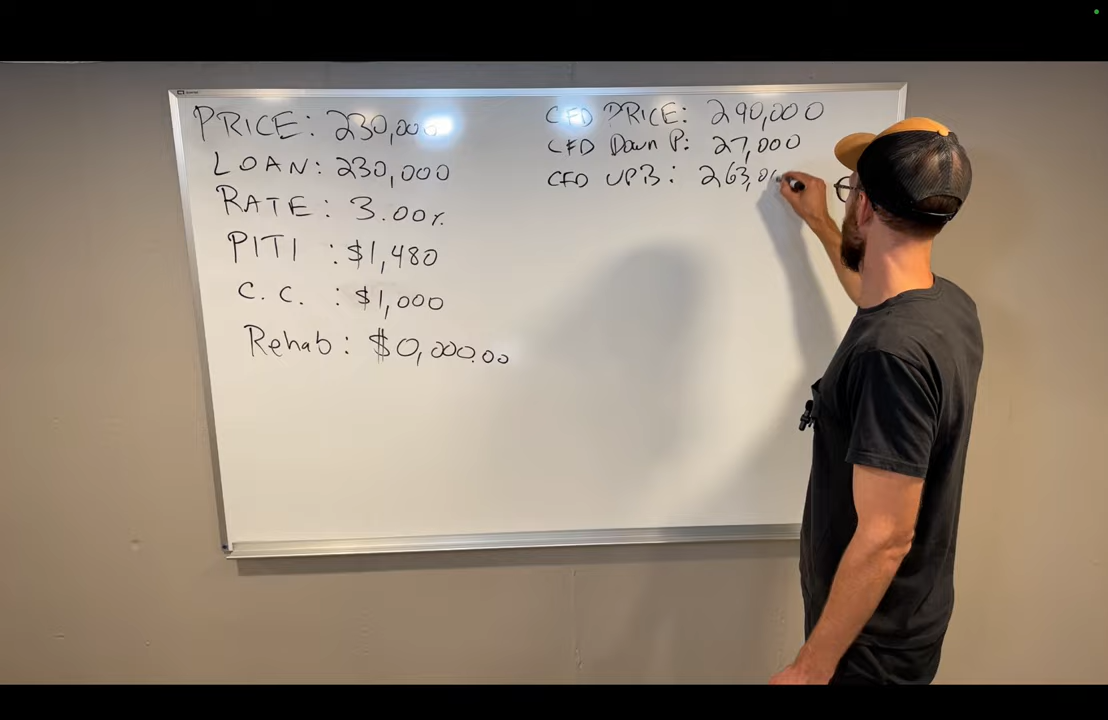 PRICE: 230,000
LOAN: 230,000
RATE: 3.00%
PITI : $1,480
C. C. : $1,000
Rehab: $0,000.00
CFD PRICE: 290,000
CFD Down P: 27,000
CFD UPB: 263,0